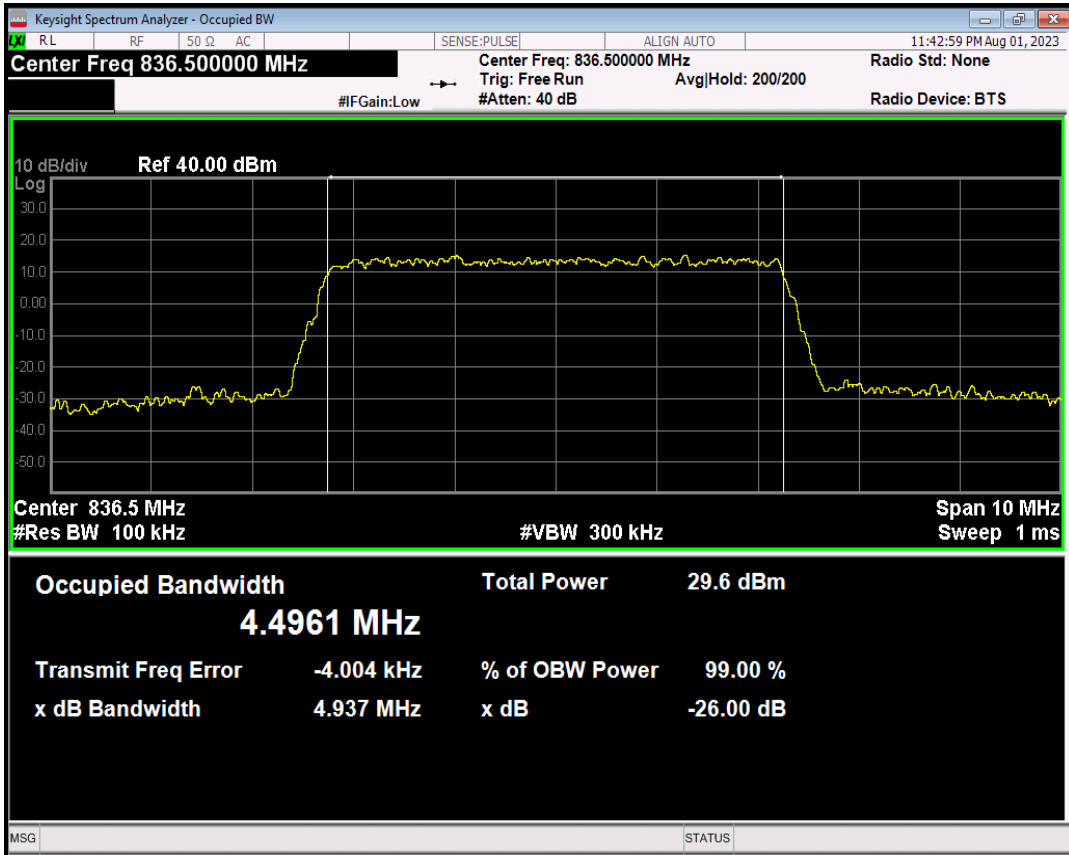 Keysight Spectrum Analyzer - Occupied BW
LXI RL RF 50 Ω AC SENSE:PULSE ALIGN AUTO 11:42:59 PM Aug 01, 2023
Center Freq 836.500000 MHz Center Freq: 836.500000 MHz Radio Std: None
Trig: Free Run Avg|Hold: 200/200
#IFGain:Low #Atten: 40 dB Radio Device: BTS
10 dB/div Ref 40.00 dBm
Log
30.0
20.0
10.0
0.00
-10.0
-20.0
-30.0
-40.0
-50.0
Center 836.5 MHz Span 10 MHz
#Res BW 100 kHz #VBW 300 kHz Sweep 1 ms
Occupied Bandwidth Total Power 29.6 dBm
4.4961 MHz
Transmit Freq Error -4.004 kHz % of OBW Power 99.00 %
x dB Bandwidth 4.937 MHz x dB -26.00 dB
MSG STATUS